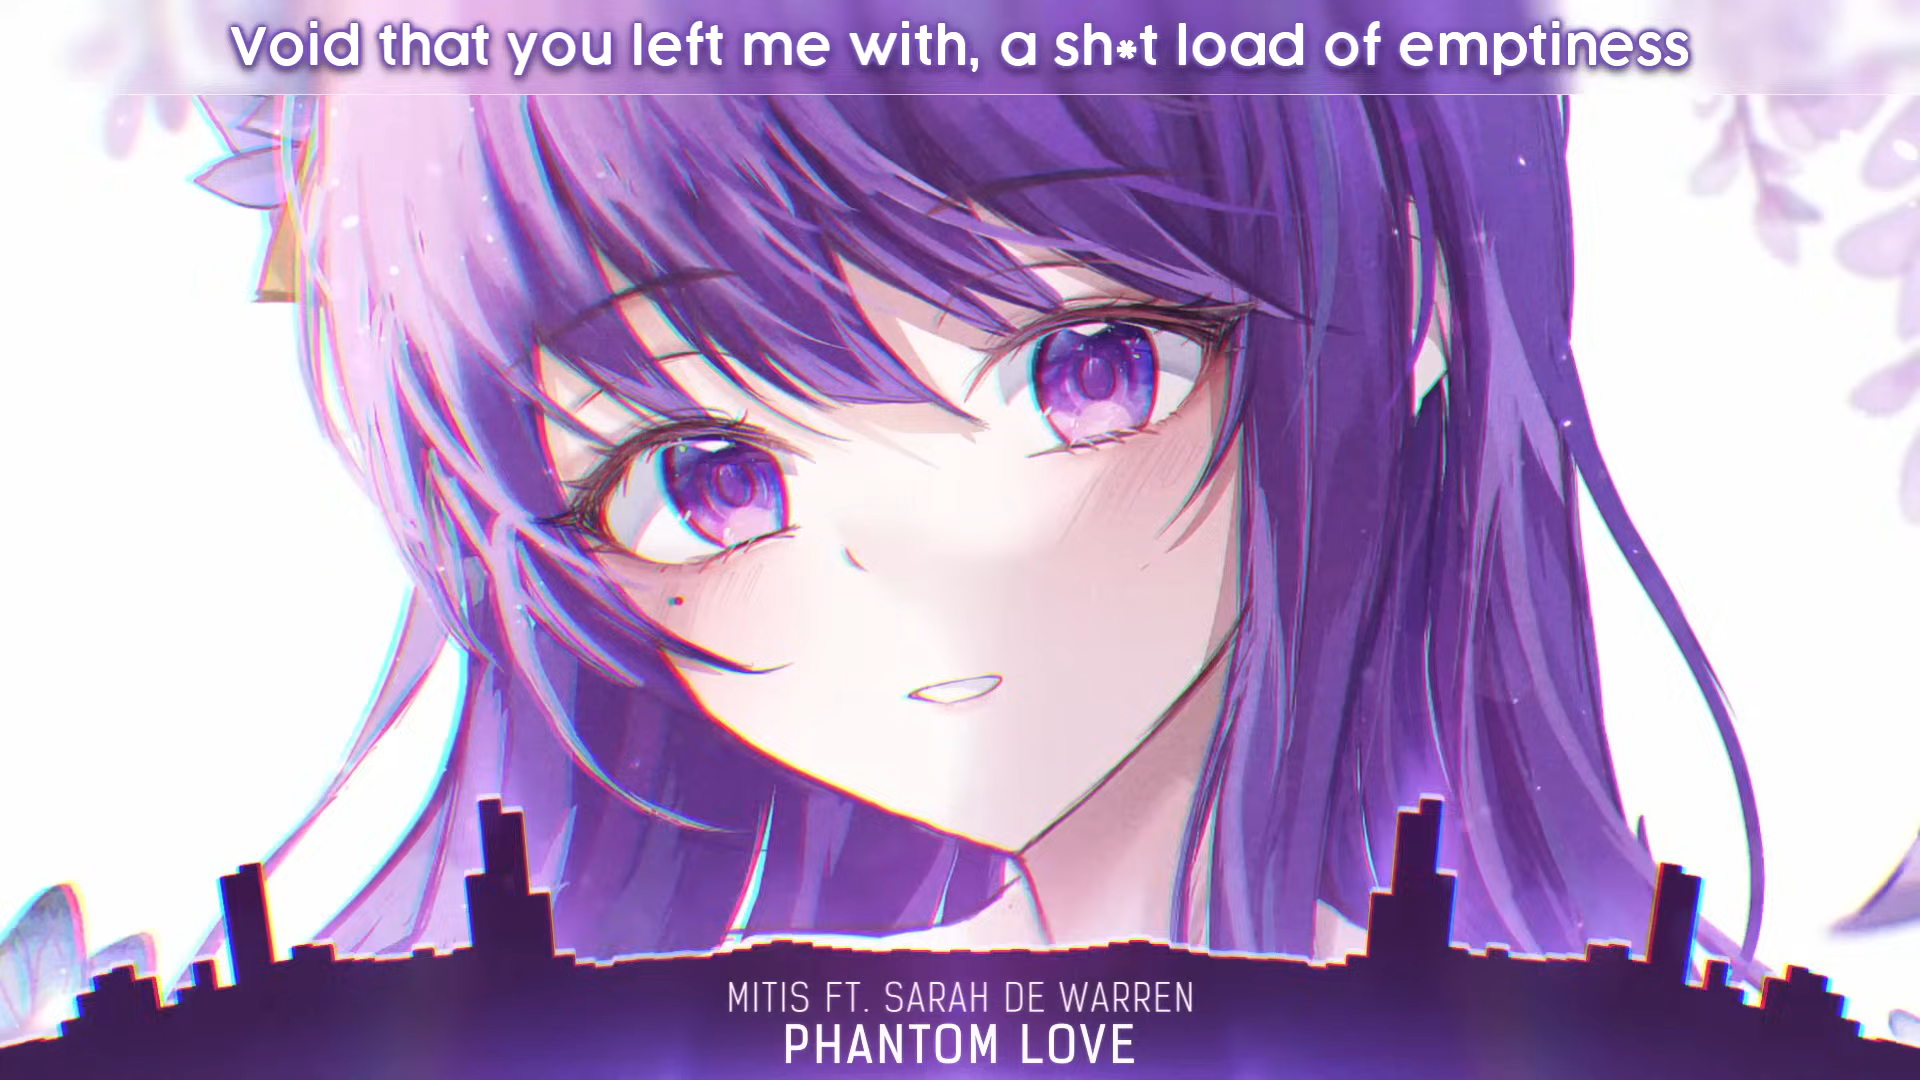 Void that you left me with, a sh*t load of emptiness
MITIS FT. SARAH DE WARREN
PHANTOM LOVE